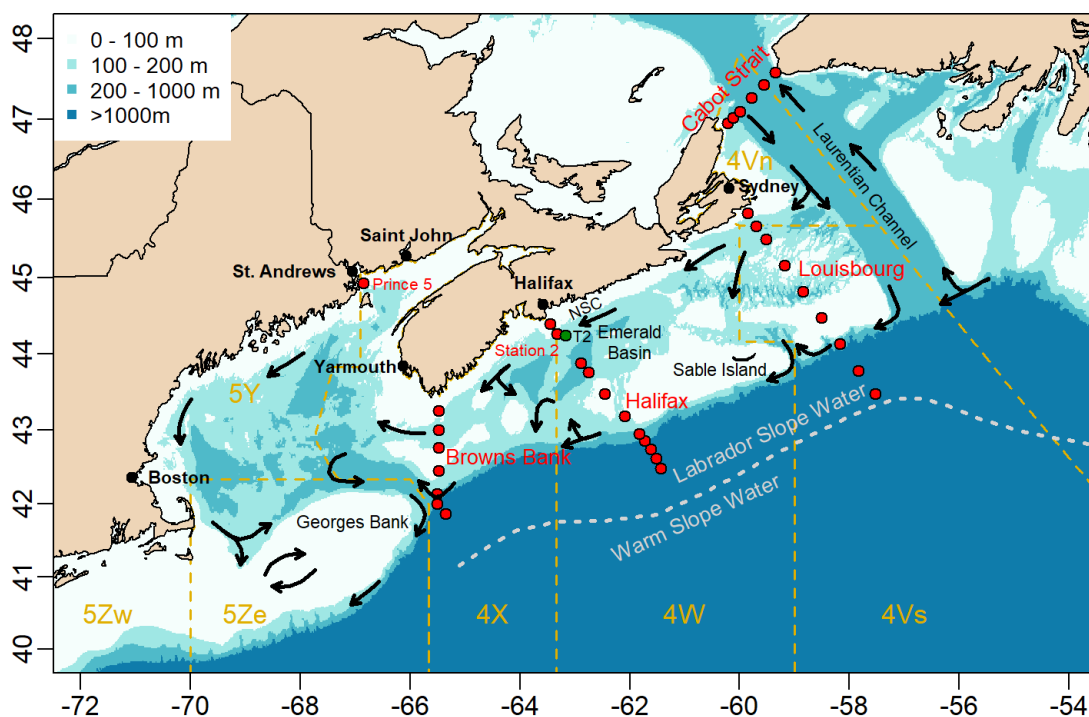 0 - 100 m
100 - 200 m
200 - 1000 m
>1000m
48
47
46
45
44
43
42
41
40
Cabot Strait
4Vn
Sydney
Laurentian Channel
Saint John
St. Andrews
Prince 5
Halifax
NSC
T2
Emerald
Basin
Louisbourg
Station 2
Yarmouth
Sable Island
5Y
Halifax
Browns Bank
Labrador Slope Water
Warm Slope Water
Boston
Georges Bank
5Zw
5Ze
4X
4W
4Vs
-72
-70
-68
-66
-64
-62
-60
-58
-56
-54